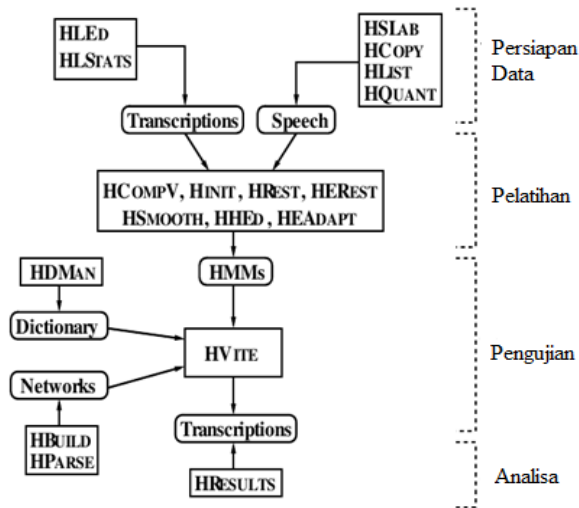 HLEd
HLSTATS
HSLAB
HCOPY
HLIST
HQUANT
Persiapan
Data
Transcriptions
Speech
HCOMPV, HINIT, HREST, HEREST
HSMOOTH, HHED, HEADAPT
Pelatihan
HDMAN
HMMs
Dictionary
HVITE
Pengujian
Networks
Transcriptions
HBUILD
HPARSE
HRESULTS
Analisa